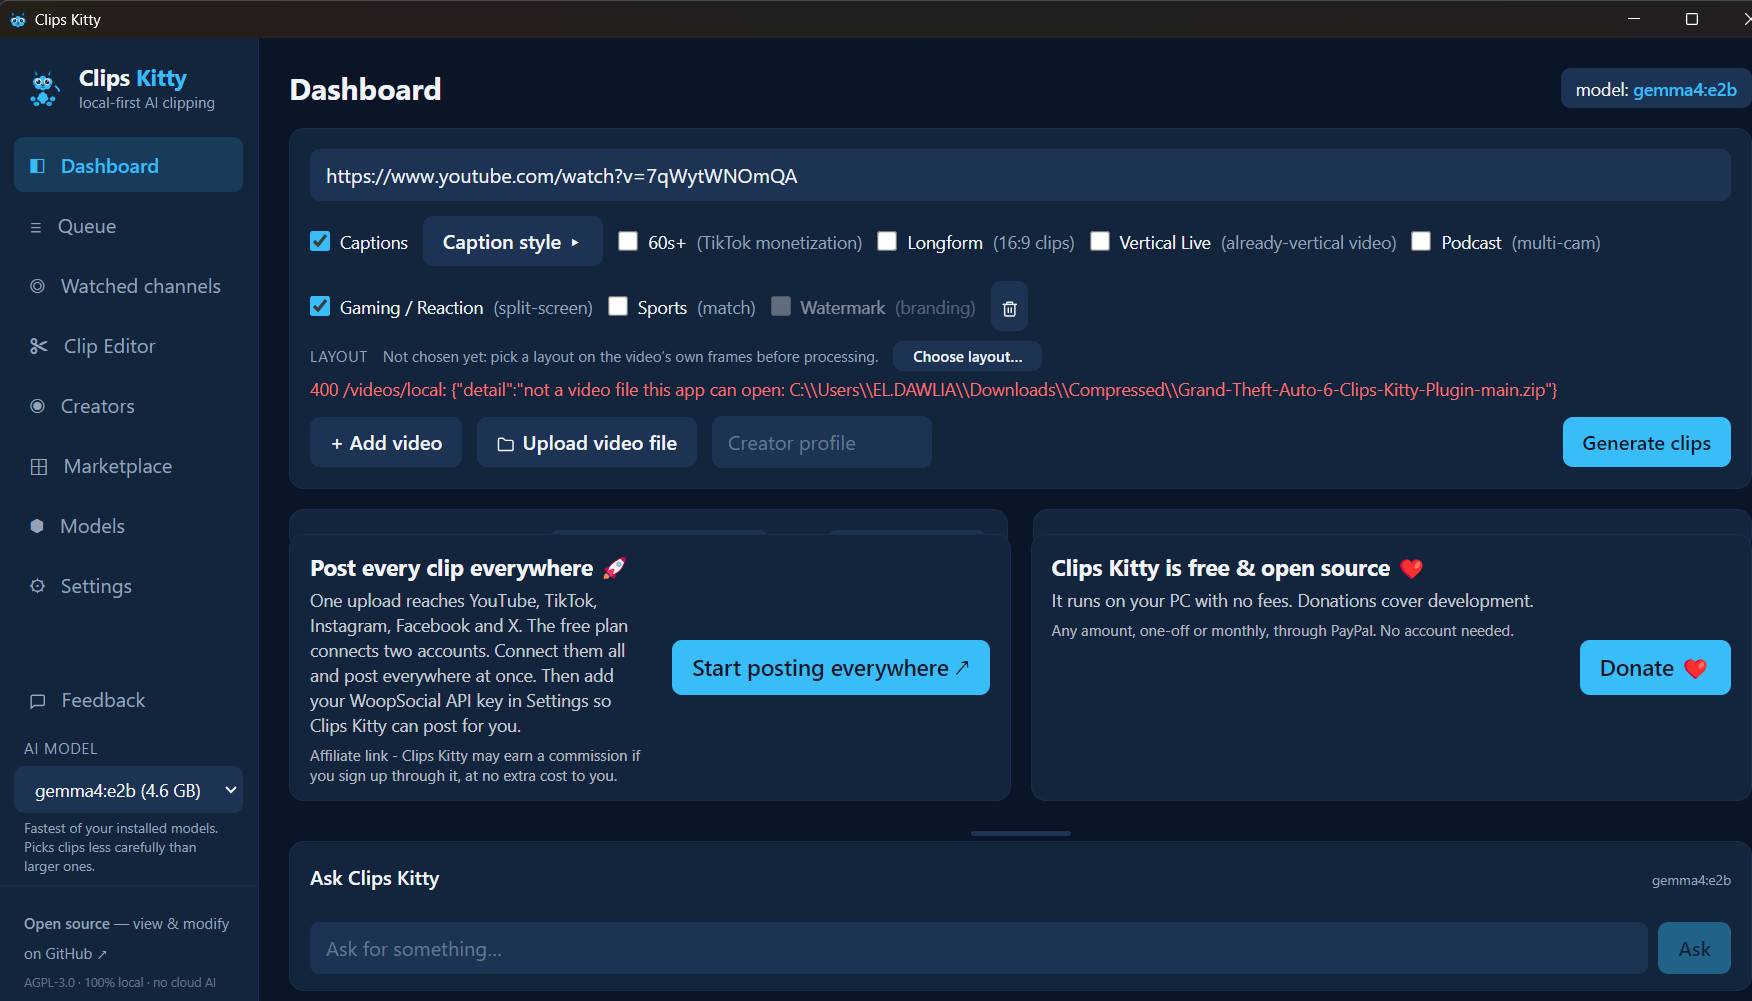 Clips Kitty
Clips Kitty
local-first AI clipping
Dashboard
Queue
Watched channels
Clip Editor
Creators
Marketplace
Models
Settings
Feedback
AI MODEL
gemma4:e2b (4.6 GB)
Fastest of your installed models.
Picks clips less carefully than
larger ones.
Open source — view & modify
on GitHub ↗
AGPL-3.0 · 100% local · no cloud AI
Dashboard
model: gemma4:e2b
https://www.youtube.com/watch?v=7qWytWNOmQA
Captions Caption style ▸ 60s+ (TikTok monetization) Longform (16:9 clips) Vertical Live (already-vertical video) Podcast (multi-cam)
Gaming / Reaction (split-screen) Sports (match) Watermark (branding)
LAYOUT Not chosen yet: pick a layout on the video's own frames before processing. Choose layout...
400 /videos/local: {"detail":"not a video file this app can open: C:\\Users\\EL.DAWLIA\\Downloads\\Compressed\\Grand-Theft-Auto-6-Clips-Kitty-Plugin-main.zip"}
+ Add video Upload video file Creator profile Generate clips
Post every clip everywhere 🚀
One upload reaches YouTube, TikTok,
Instagram, Facebook and X. The free plan
connects two accounts. Connect them all
and post everywhere at once. Then add
your WoopSocial API key in Settings so
Clips Kitty can post for you.
Affiliate link - Clips Kitty may earn a commission if
you sign up through it, at no extra cost to you.
Start posting everywhere ↗
Clips Kitty is free & open source ❤️
It runs on your PC with no fees. Donations cover development.
Any amount, one-off or monthly, through PayPal. No account needed.
Donate ❤️
Ask Clips Kitty
gemma4:e2b
Ask for something...
Ask